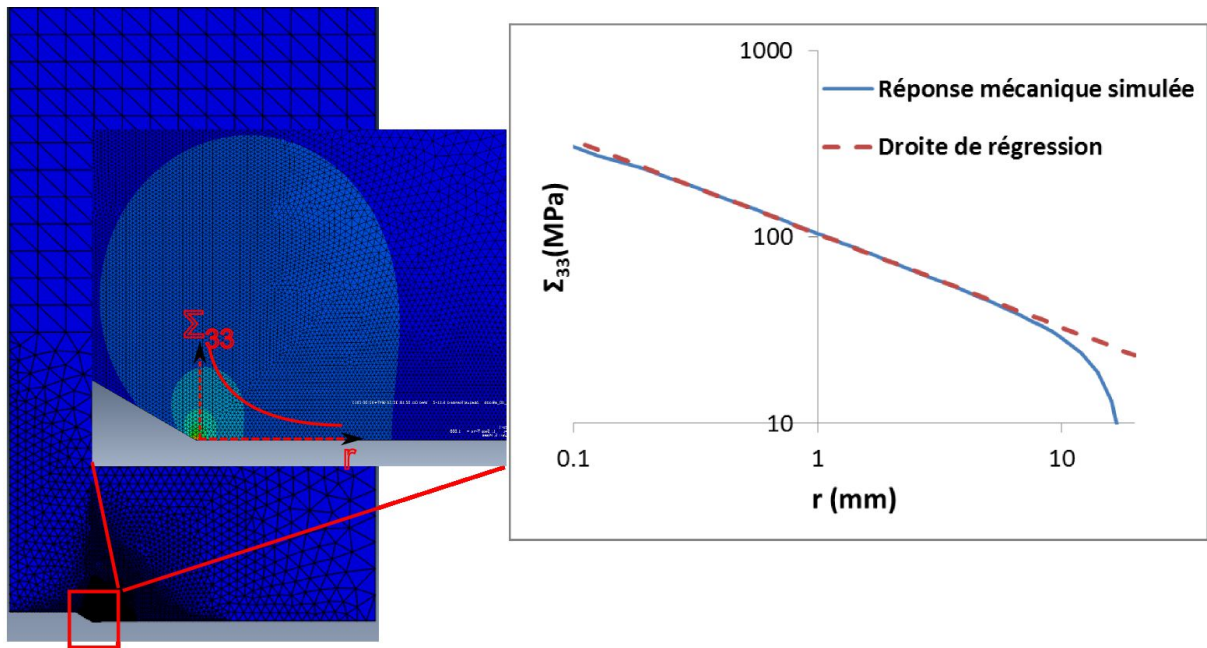 Σ33
r
1000
100
10
0.1
1
10
Σ33(MPa)
r (mm)
Réponse mécanique simulée
Droite de régression